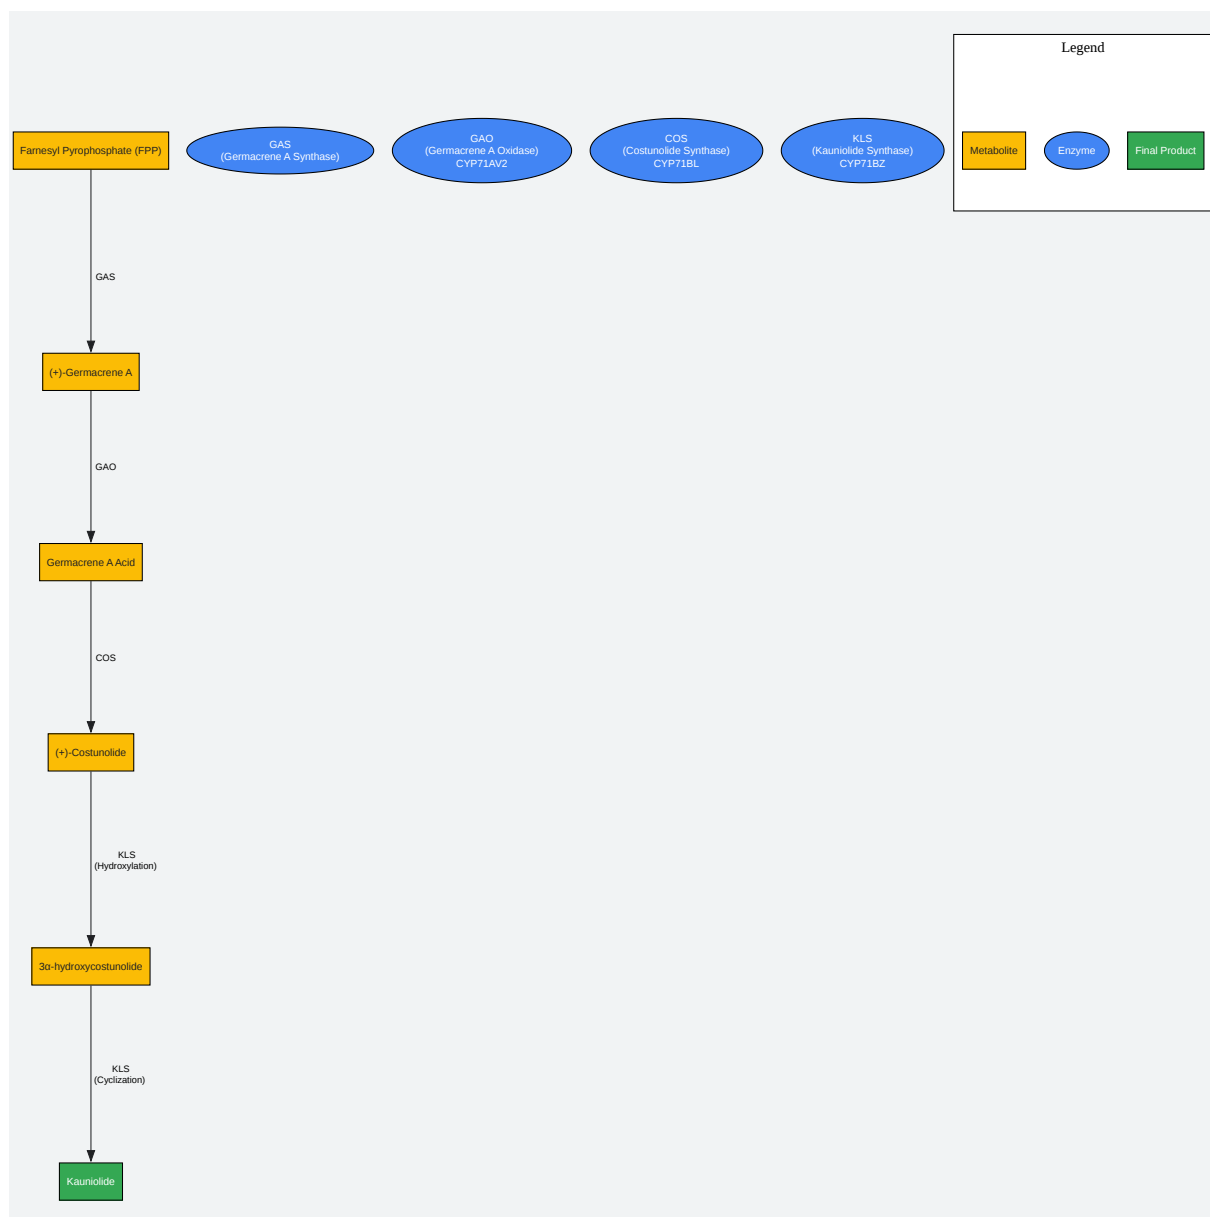 Legend
Farnesyl Pyrophosphate (FPP)
GAS
(Germacrene A Synthase)
GAO
(Germacrene A Oxidase)
CYP71AV2
COS
(Costunolide Synthase)
CYP71BL
KLS
(Kauniolide Synthase)
CYP71BZ
Metabolite
Enzyme
Final Product
GAS
(+)-Germacrene A
GAO
Germacrene A Acid
COS
(+)-Costunolide
KLS
(Hydroxylation)
3α-hydroxycostunolide
KLS
(Cyclization)
Kauniolide